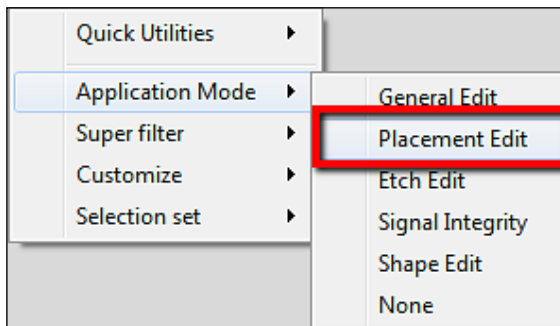 Quick Utilities
Application Mode
Super filter
Customize
Selection set
General Edit
Placement Edit
Etch Edit
Signal Integrity
Shape Edit
None